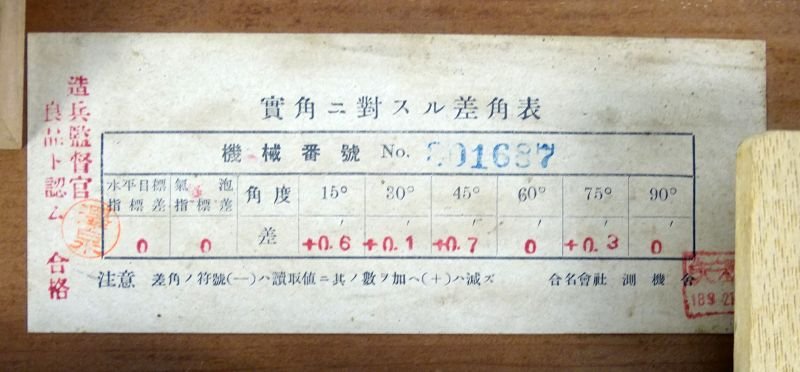 造兵監督官
良品ト認ム 合格
實角ニ對スル差角表
機械番號 No. 301687
水平目標 氣泡 角度 15° 30° 45° 60° 75° 90°
指標差 指標差
差 0 0 +0.6 +0.1 +0.7 0 +0.3 0
注意 差角ノ符號(一)ハ讀取値ニ其ノ數ヲ加ヘ(+)ハ減ズ 合名會社 測機舍